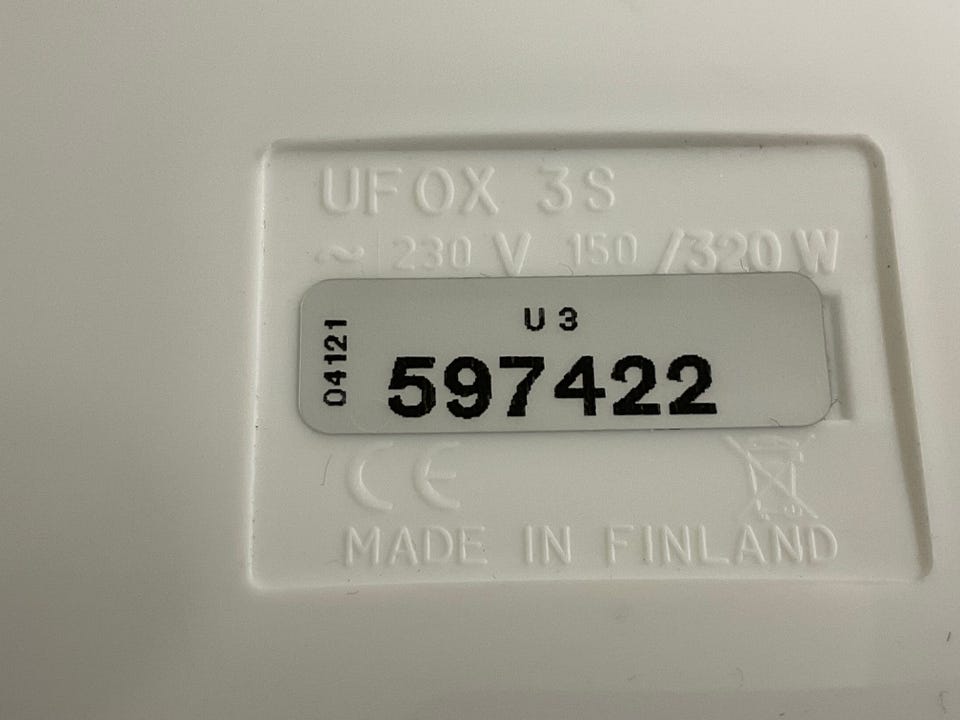 UFOX 3S
~ 230 V 150 /320 W
U3
04121
597422
CE
MADE IN FINLAND